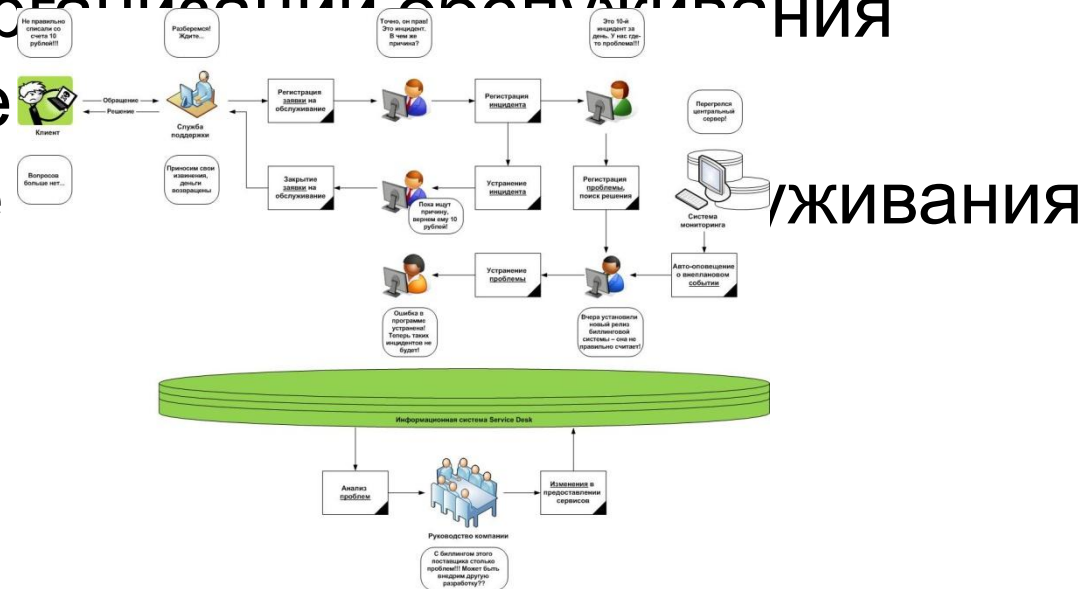 Не правильно
списали со
счета 10
рублей!!!
Разберемся!
Ждите...
Точно, он прав!
Это инцидент.
В чем же
причина?
Это 10-й
инцидент за
день. У нас где-
то проблема!!!
ния
е
Обращение
Решение
Клиент
Служба
поддержки
Регистрация
заявки на
обслуживание
Регистрация
инцидента
Перегрелся
центральный
сервер!
Вопросов
больше нет...
Приносим свои
извинения,
деньги
возвращены
Закрытие
заявки на
обслуживание
Пока ищут
причину,
вернем ему 10
рублей!
Устранение
инцидента
Регистрация
проблемы,
поиск решения
Система
мониторинга
уживания
Устранение
проблемы
Авто-оповещение
о внеплановом
событии
Ошибка в
программе
устранена!
Теперь таких
инцидентов не
будет!
Вчера установили
новый релиз
биллинговой
системы – она не
правильно считает!
Информационная система Service Desk
Анализ
проблем
Руководство компании
Изменения в
предоставлении
сервисов
С биллингом этого
поставщика столько
проблем!!! Может быть
внедрим другую
разработку??